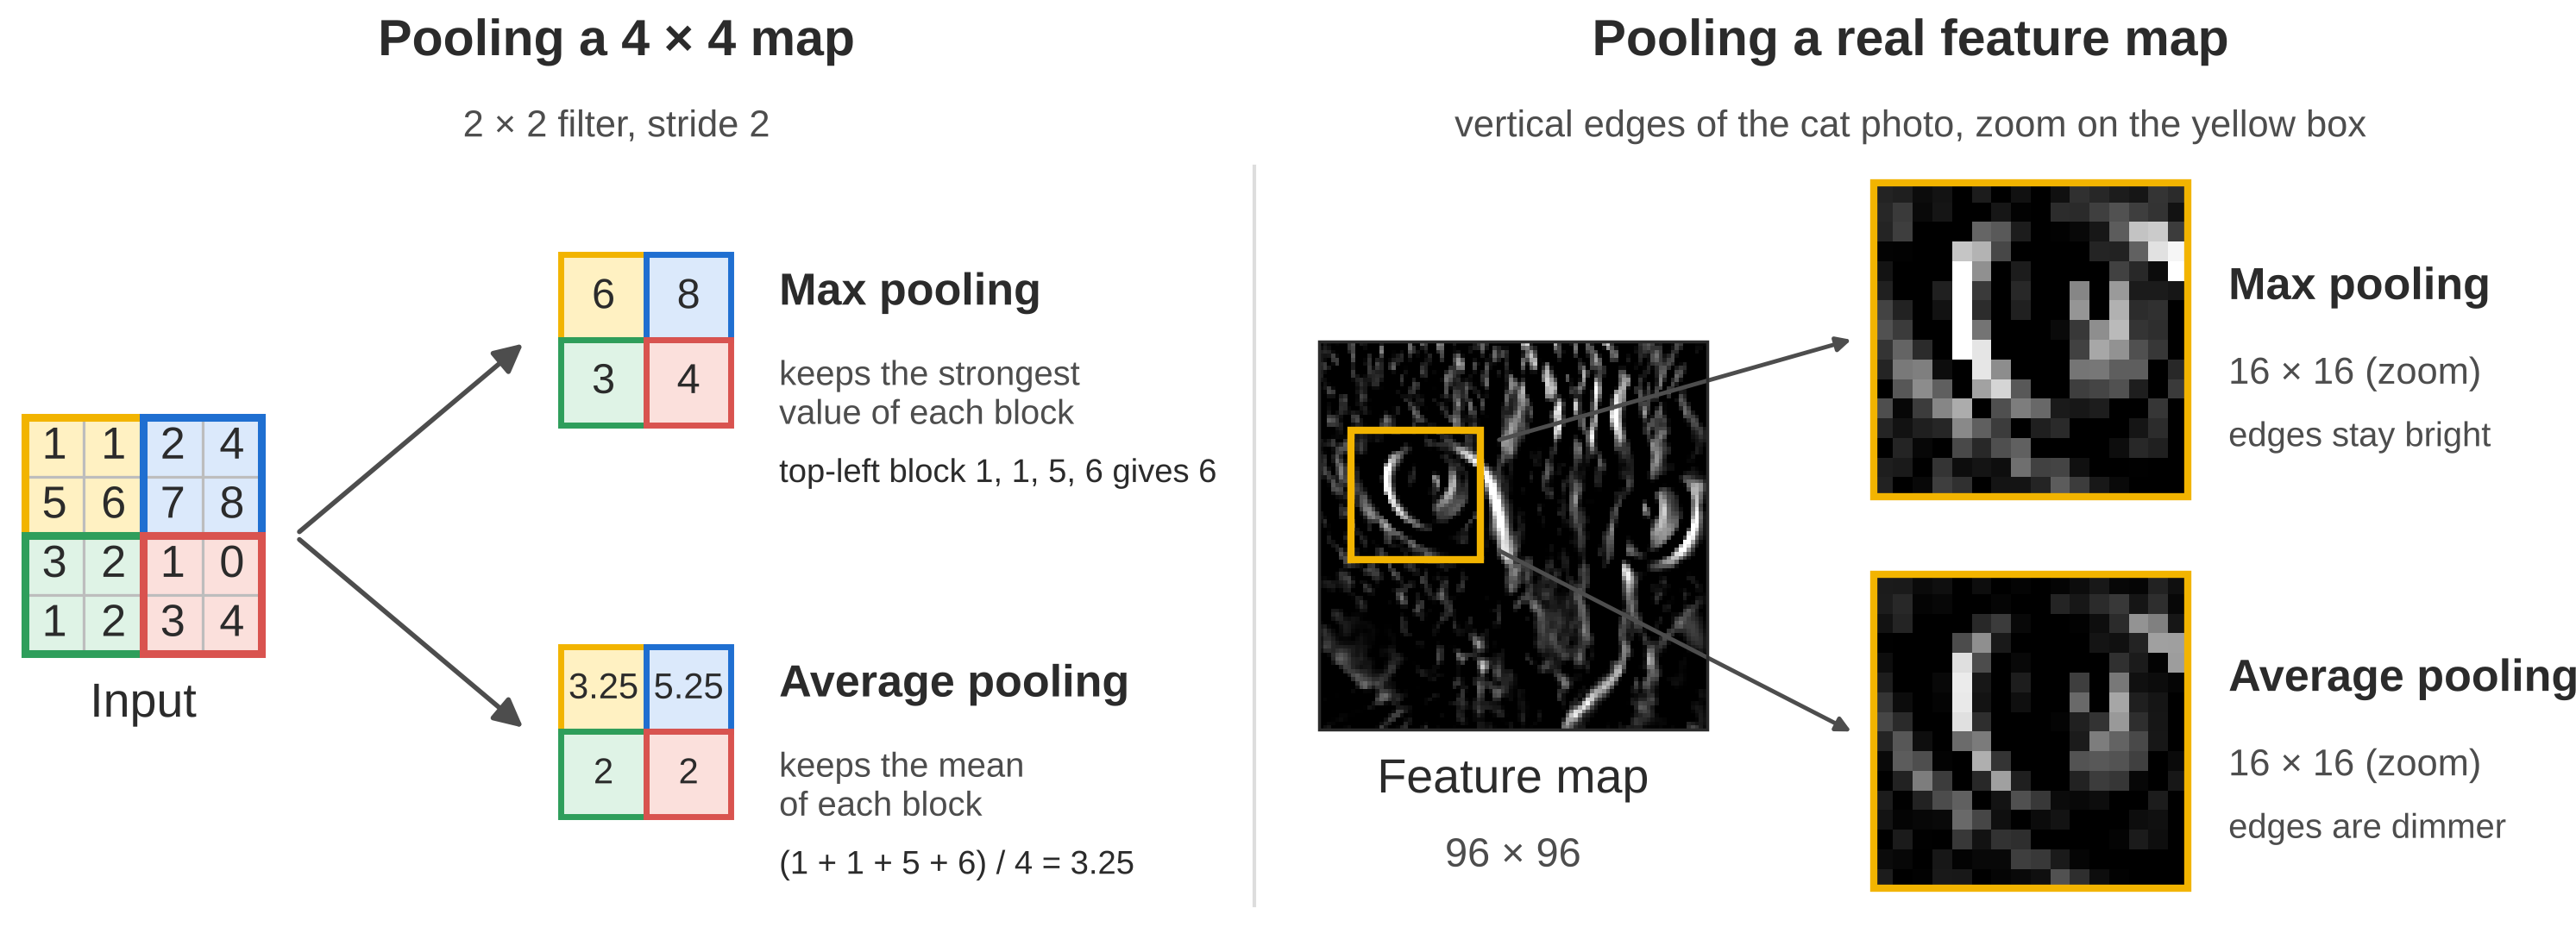 Pooling a 4 × 4 map
2 × 2 filter, stride 2
1 1 2 4
5 6 7 8
3 2 1 0
1 2 3 4
Input
6 8
3 4
Max pooling
keeps the strongest
value of each block
top-left block 1, 1, 5, 6 gives 6
3.25 5.25
2 2
Average pooling
keeps the mean
of each block
(1 + 1 + 5 + 6) / 4 = 3.25
Pooling a real feature map
vertical edges of the cat photo, zoom on the yellow box
Feature map
96 × 96
Max pooling
16 × 16 (zoom)
edges stay bright
Average pooling
16 × 16 (zoom)
edges are dimmer